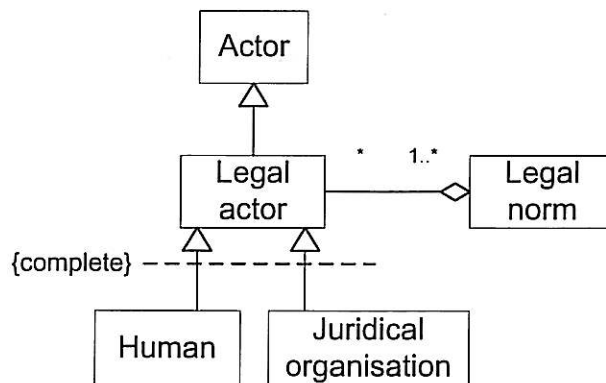 Actor
* 1..*
Legal
actor
Legal
norm
{complete}
Human
Juridical
organisation